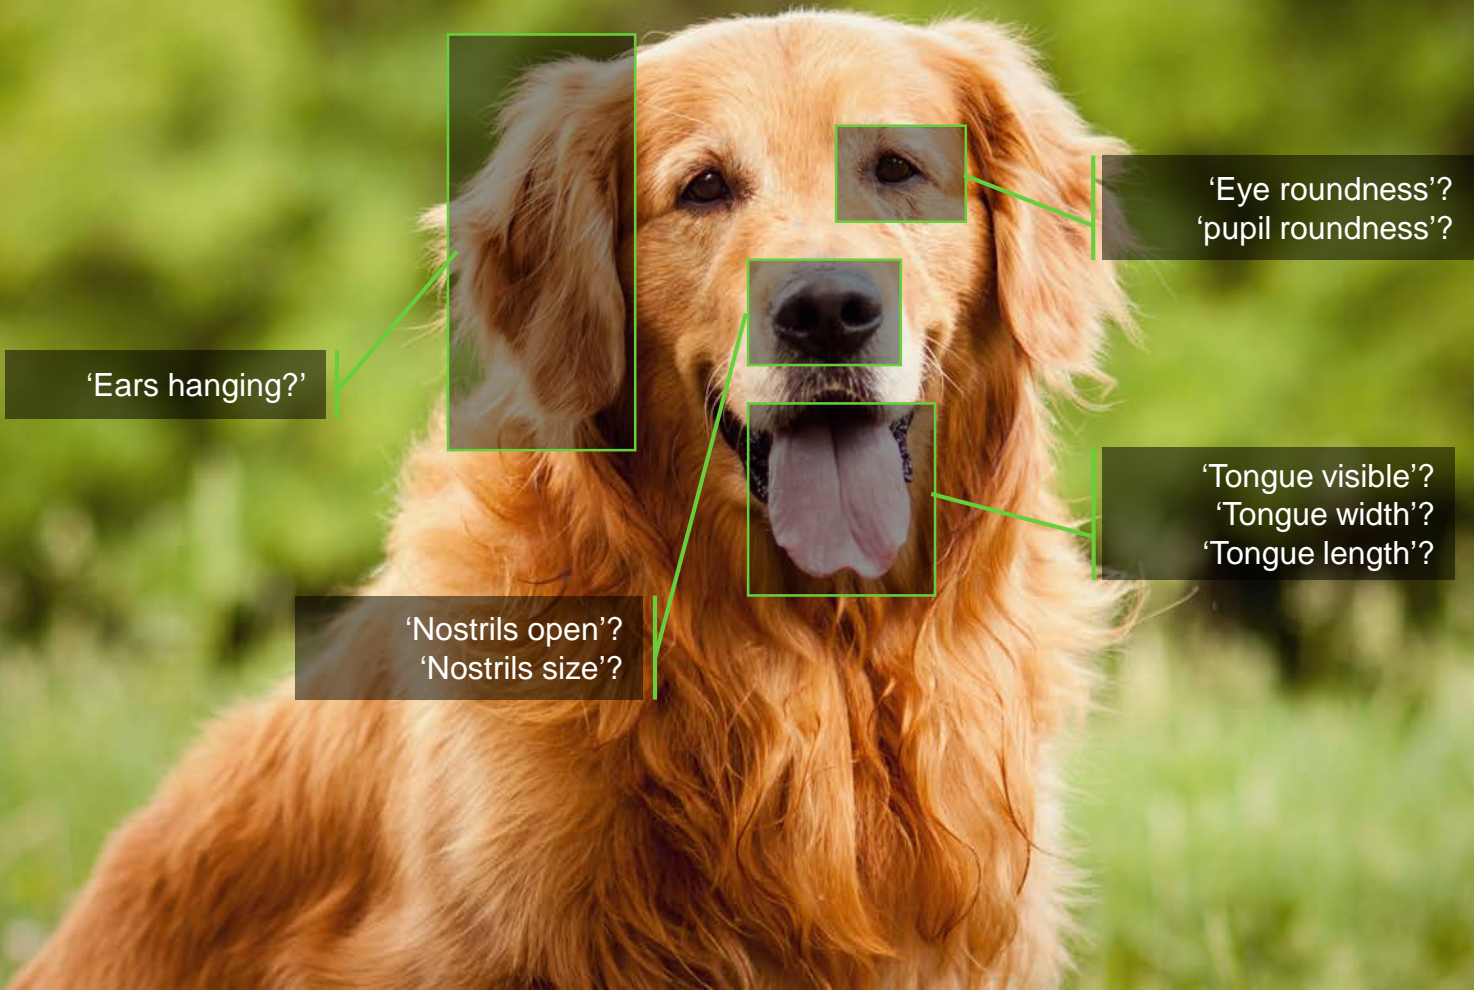 ‘Eye roundness’?
‘pupil roundness’?
‘Ears hanging?’
‘Tongue visible’?
‘Tongue width’?
‘Tongue length’?
‘Nostrils open’?
‘Nostrils size’?